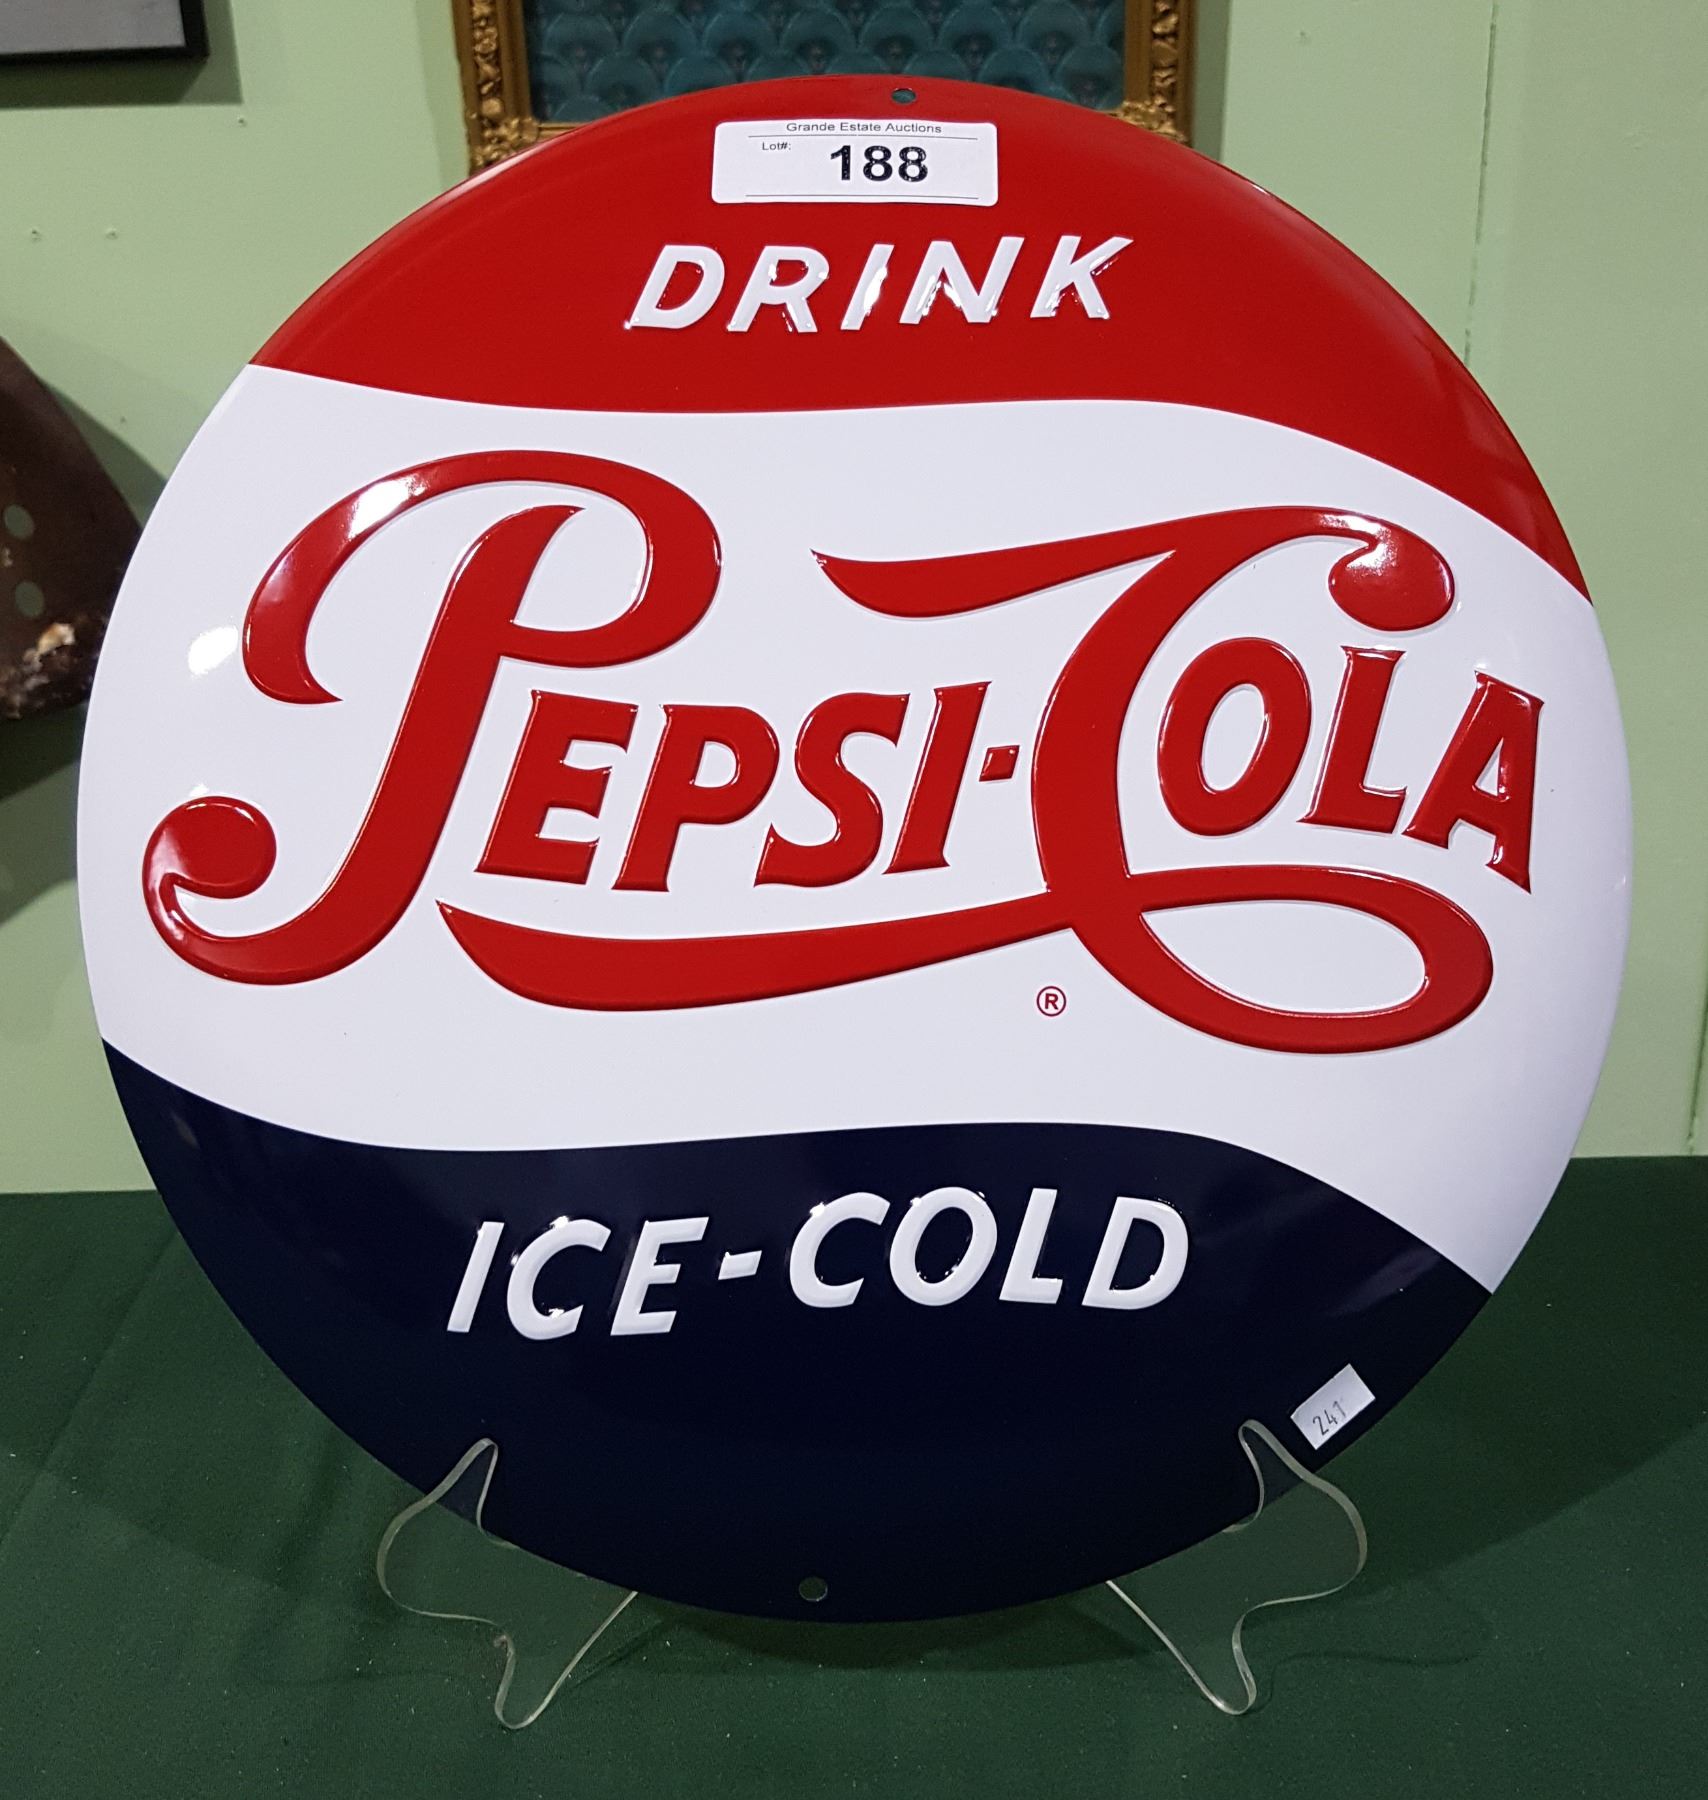 Grande Estate Auctions
Lot#: 188
DRINK
PEPSI-COLA
®
ICE-COLD
241